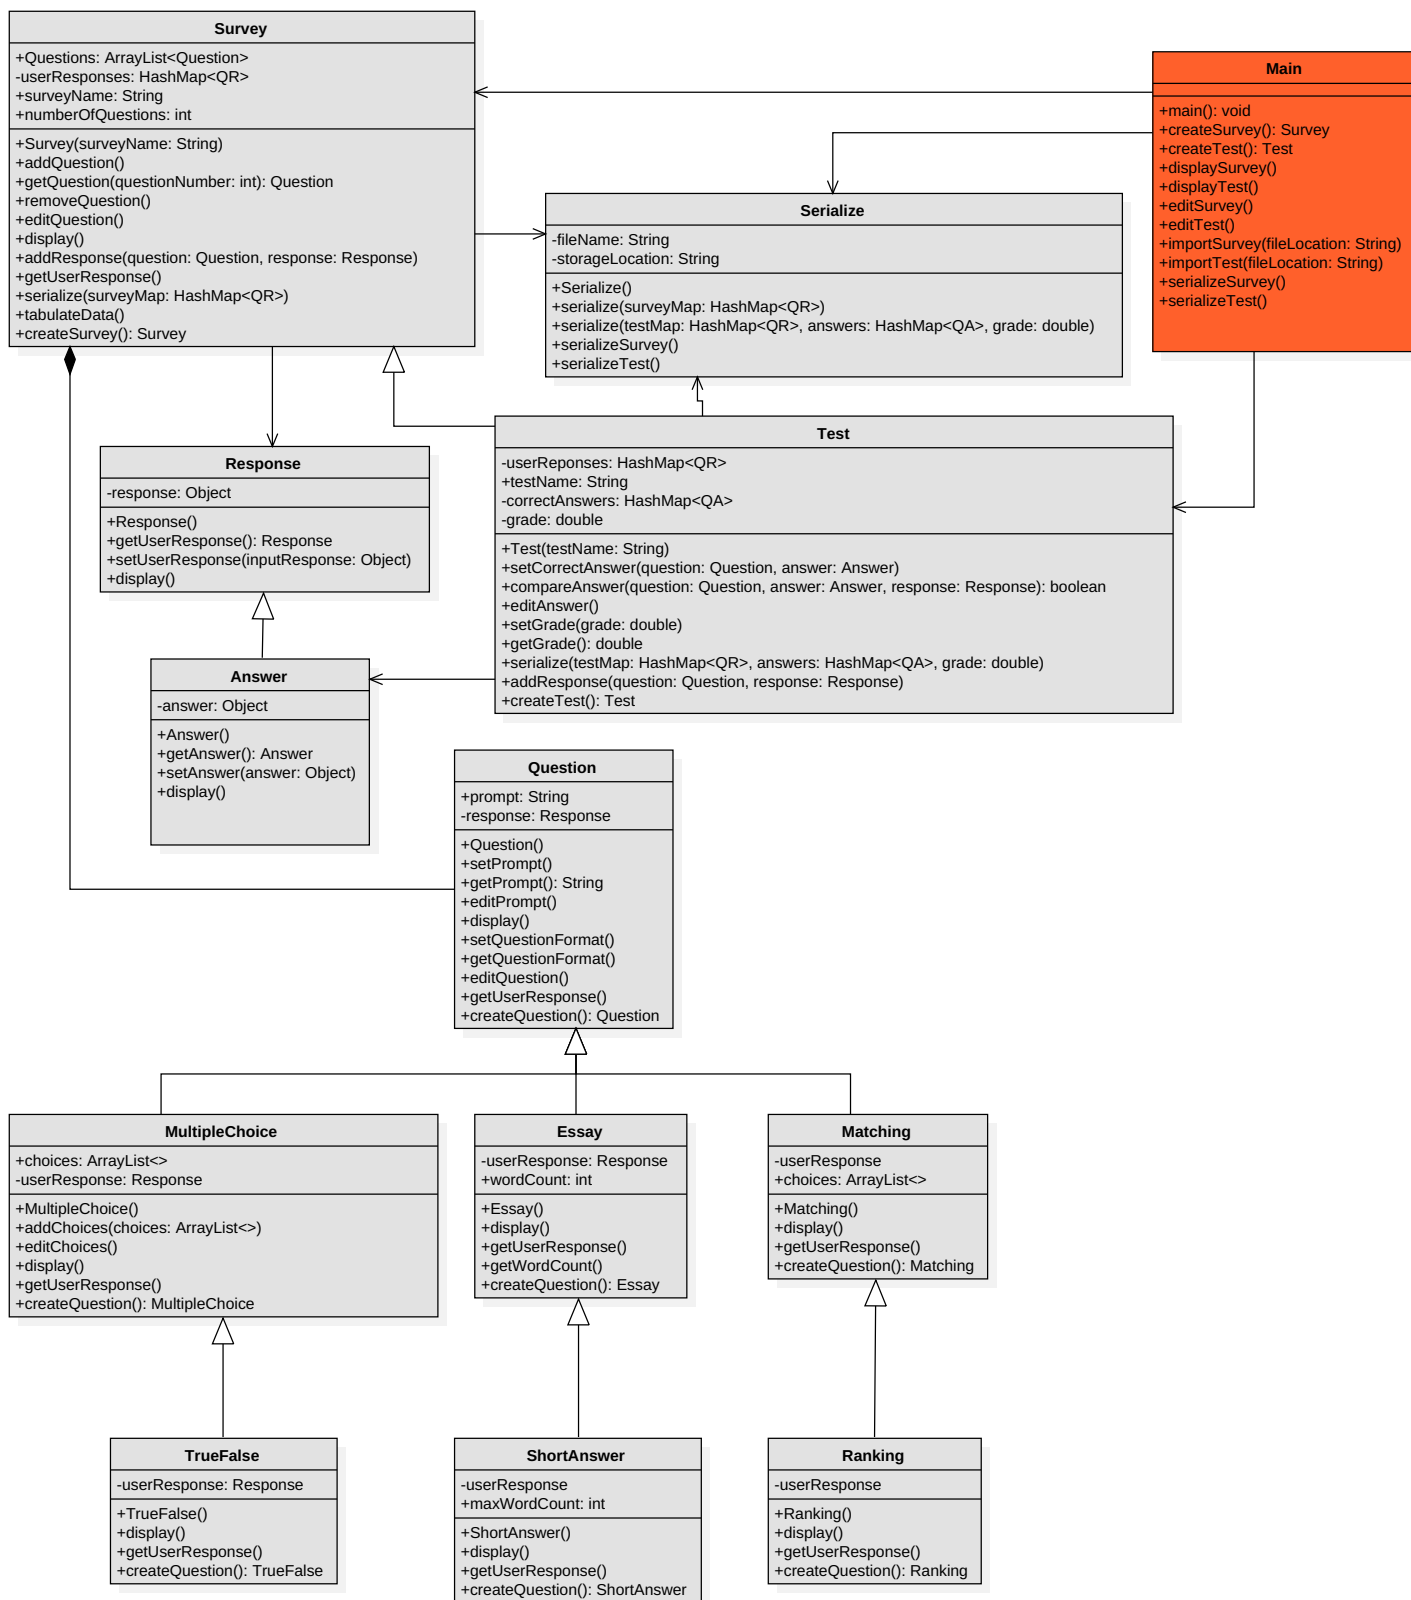 Survey
+Questions: ArrayList<Question>
-userResponses: HashMap<QR>
+surveyName: String
+numberOfQuestions: int
+Survey(surveyName: String)
+addQuestion()
+getQuestion(questionNumber: int): Question
+removeQuestion()
+editQuestion()
+display()
+addResponse(question: Question, response: Response)
+getUserResponse()
+serialize(surveyMap: HashMap<QR>)
+tabulateData()
+createSurvey(): Survey
Main
+main(): void
+createSurvey(): Survey
+createTest(): Test
+displaySurvey()
+displayTest()
+editSurvey()
+editTest()
+importSurvey(fileLocation: String)
+importTest(fileLocation: String)
+serializeSurvey()
+serializeTest()
Serialize
-fileName: String
-storageLocation: String
+Serialize()
+serialize(surveyMap: HashMap<QR>)
+serialize(testMap: HashMap<QR>, answers: HashMap<QA>, grade: double)
+serializeSurvey()
+serializeTest()
Response
-response: Object
+Response()
+getUserResponse(): Response
+setUserResponse(inputResponse: Object)
+display()
Test
-userReponses: HashMap<QR>
+testName: String
-correctAnswers: HashMap<QA>
-grade: double
+Test(testName: String)
+setCorrectAnswer(question: Question, answer: Answer)
+compareAnswer(question: Question, answer: Answer, response: Response): boolean
+editAnswer()
+setGrade(grade: double)
+getGrade(): double
+serialize(testMap: HashMap<QR>, answers: HashMap<QA>, grade: double)
+addResponse(question: Question, response: Response)
+createTest(): Test
Answer
-answer: Object
+Answer()
+getAnswer(): Answer
+setAnswer(answer: Object)
+display()
Question
+prompt: String
-response: Response
+Question()
+setPrompt()
+getPrompt(): String
+editPrompt()
+display()
+setQuestionFormat()
+getQuestionFormat()
+editQuestion()
+getUserResponse()
+createQuestion(): Question
MultipleChoice
+choices: ArrayList<>
-userResponse: Response
+MultipleChoice()
+addChoices(choices: ArrayList<>)
+editChoices()
+display()
+getUserResponse()
+createQuestion(): MultipleChoice
Essay
-userResponse: Response
+wordCount: int
+Essay()
+display()
+getUserResponse()
+getWordCount()
+createQuestion(): Essay
Matching
-userResponse
+choices: ArrayList<>
+Matching()
+display()
+getUserResponse()
+createQuestion(): Matching
TrueFalse
-userResponse: Response
+TrueFalse()
+display()
+getUserResponse()
+createQuestion(): TrueFalse
ShortAnswer
-userResponse
+maxWordCount: int
+ShortAnswer()
+display()
+getUserResponse()
+createQuestion(): ShortAnswer
Ranking
-userResponse
+Ranking()
+display()
+getUserResponse()
+createQuestion(): Ranking